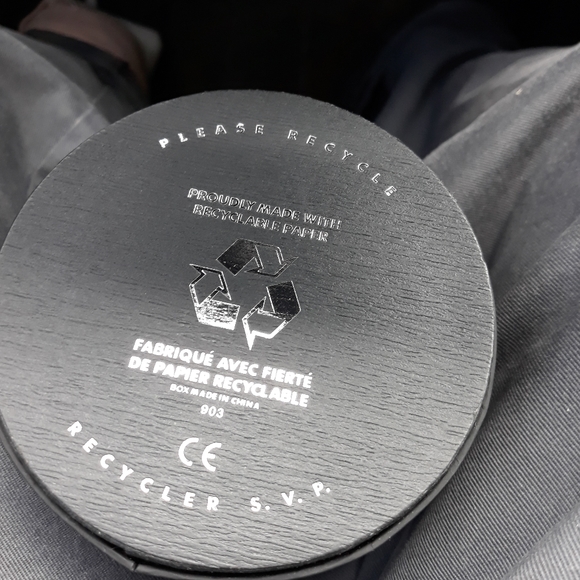 PLEASE RECYCLE
PROUDLY MADE WITH
RECYCLABLE PAPER
FABRIQUÉ AVEC FIERTÉ
DE PAPIER RECYCLABLE
BOX MADE IN CHINA
903
CE
RECYCLER S.V.P.